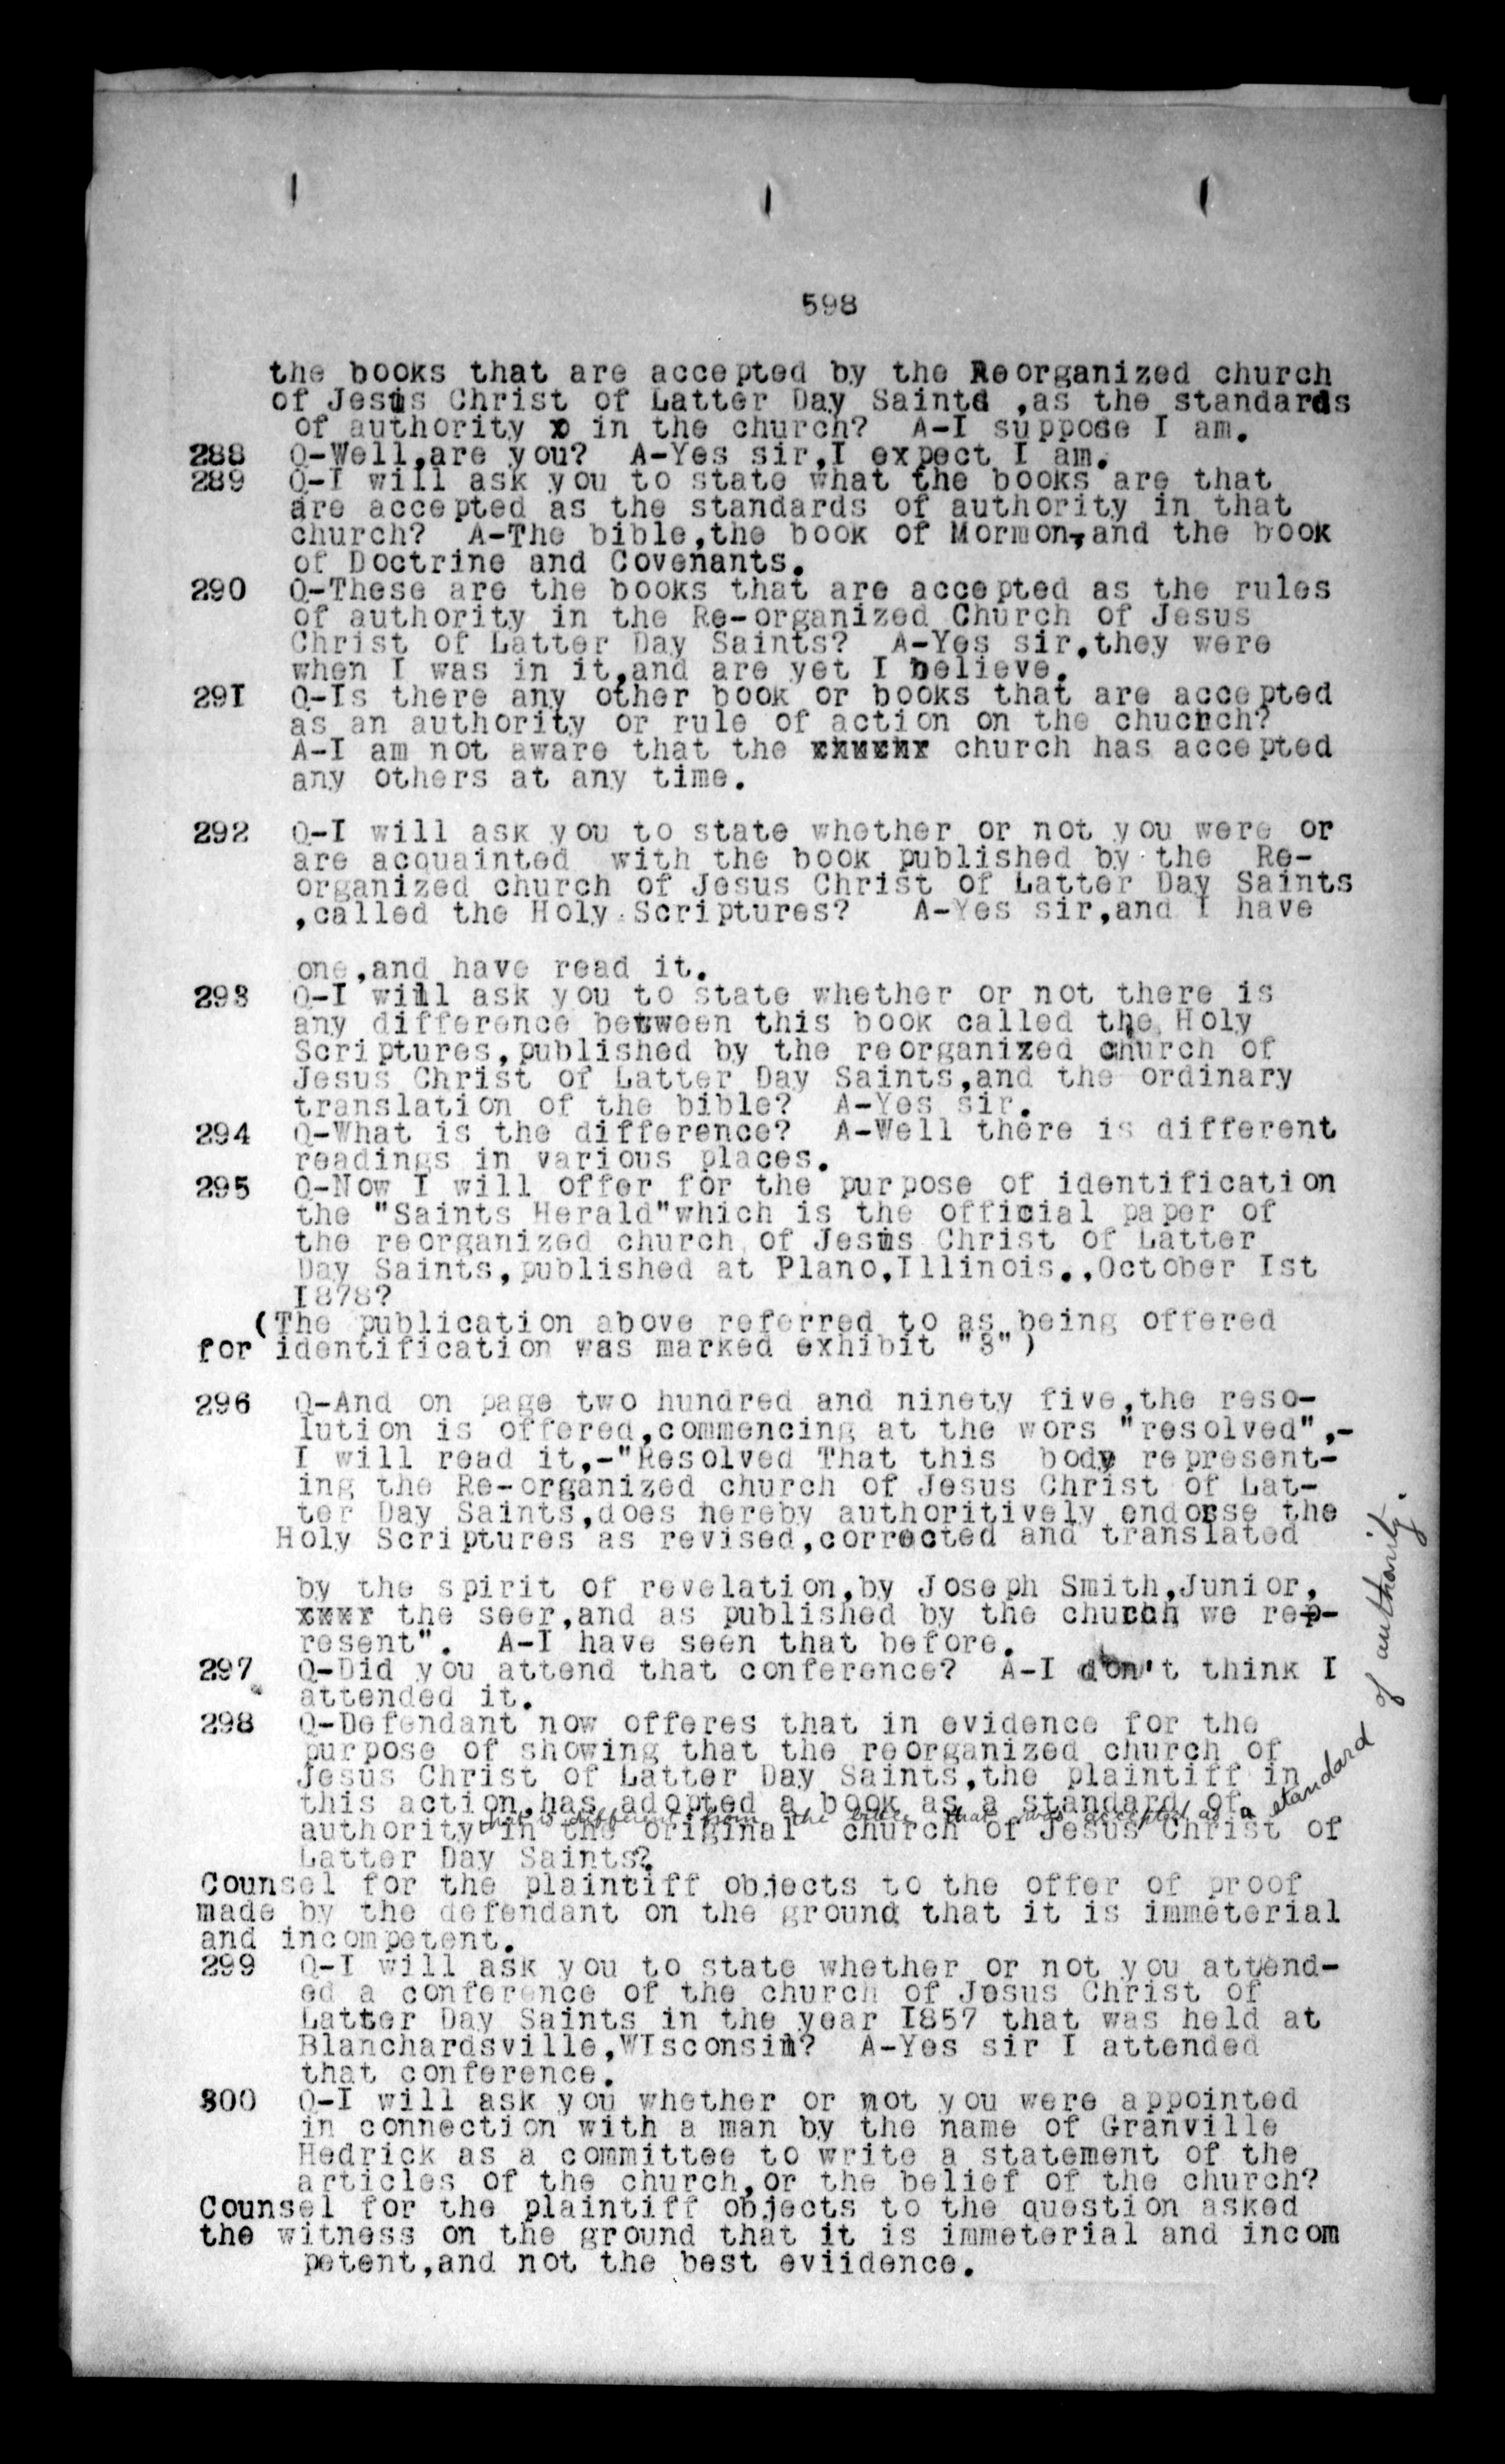 598
the books that are accepted by the Reorganized church
of Jesus Christ of Latter Day Saints ,as the standards
of authority x in the church?  A-I suppose I am.
288 Q-Well,are you?  A-Yes sir,I expect I am.
289 Q-I will ask you to state what the books are that
are accepted as the standards of authority in that
church?  A-The bible,the book of Mormon,and the book
of Doctrine and Covenants.
290 Q-These are the books that are accepted as the rules
of authority in the Re-organized Church of Jesus
Christ of Latter Day Saints?  A-Yes sir.they were
when I was in it,and are yet I believe.
291 Q-Is there any other book or books that are accepted
as an authority or rule of action on the chucrch?
A-I am not aware that the xxxxxx church has accepted
any others at any time.
292 Q-I will ask you to state whether or not you were or
are acquainted  with the book published by the  Re-
organized church of Jesus Christ of Latter Day Saints
,called the Holy Scriptures?   A-Yes sir,and I have
one,and have read it.
293 Q-I will ask you to state whether or not there is
any difference between this book called the Holy
Scriptures,published by the reorganized church of
Jesus Christ of Latter Day Saints,and the ordinary
translation of the bible?  A-Yes sir.
294 Q-What is the difference?  A-Well there is different
readings in various places.
295 Q-Now I will offer for the purpose of identification
the "Saints Herald"which is the official paper of
the reorganized church of Jesus Christ of Latter
Day Saints,published at Plano,Illinois.,October Ist
I878?
(The publication above referred to as being offered
for identification was marked exhibit "3")
296 Q-And on page two hundred and ninety five,the reso-
lution is offered,commencing at the wors "resolved",-
I will read it,-"Resolved That this  body represent-
ing the Re-organized church of Jesus Christ of Lat-
ter Day Saints,does hereby authoritively endorse the
Holy Scriptures as revised,corrected and translated
by the spirit of revelation,by Joseph Smith,Junior,
xxxx the seer,and as published by the church we rep-
resent".  A-I have seen that before.
297 Q-Did you attend that conference?  A-I don't think I
attended it.
298 Q-Defendant now offeres that in evidence for the
purpose of showing that the reorganized church of
Jesus Christ of Latter Day Saints,the plaintiff in
this action,has adopted a book as a standard of
that is different from the bible that was accepted as a standard of authority.
authority in the original  church of Jesus Christ of
Latter Day Saints?
Counsel for the plaintiff objects to the offer of proof
made by the defendant on the ground that it is immeterial
and incompetent.
299 Q-I will ask you to state whether or not you attend-
ed a conference of the church of Jesus Christ of
Latter Day Saints in the year I857 that was held at
Blanchardsville,WIsconsin?  A-Yes sir I attended
that conference.
300 Q-I will ask you whether or not you were appointed
in connection with a man by the name of Granville
Hedrick as a committee to write a statement of the
articles of the church,or the belief of the church?
Counsel for the plaintiff objects to the question asked
the witness on the ground that it is immeterial and incom
petent,and not the best eviidence.